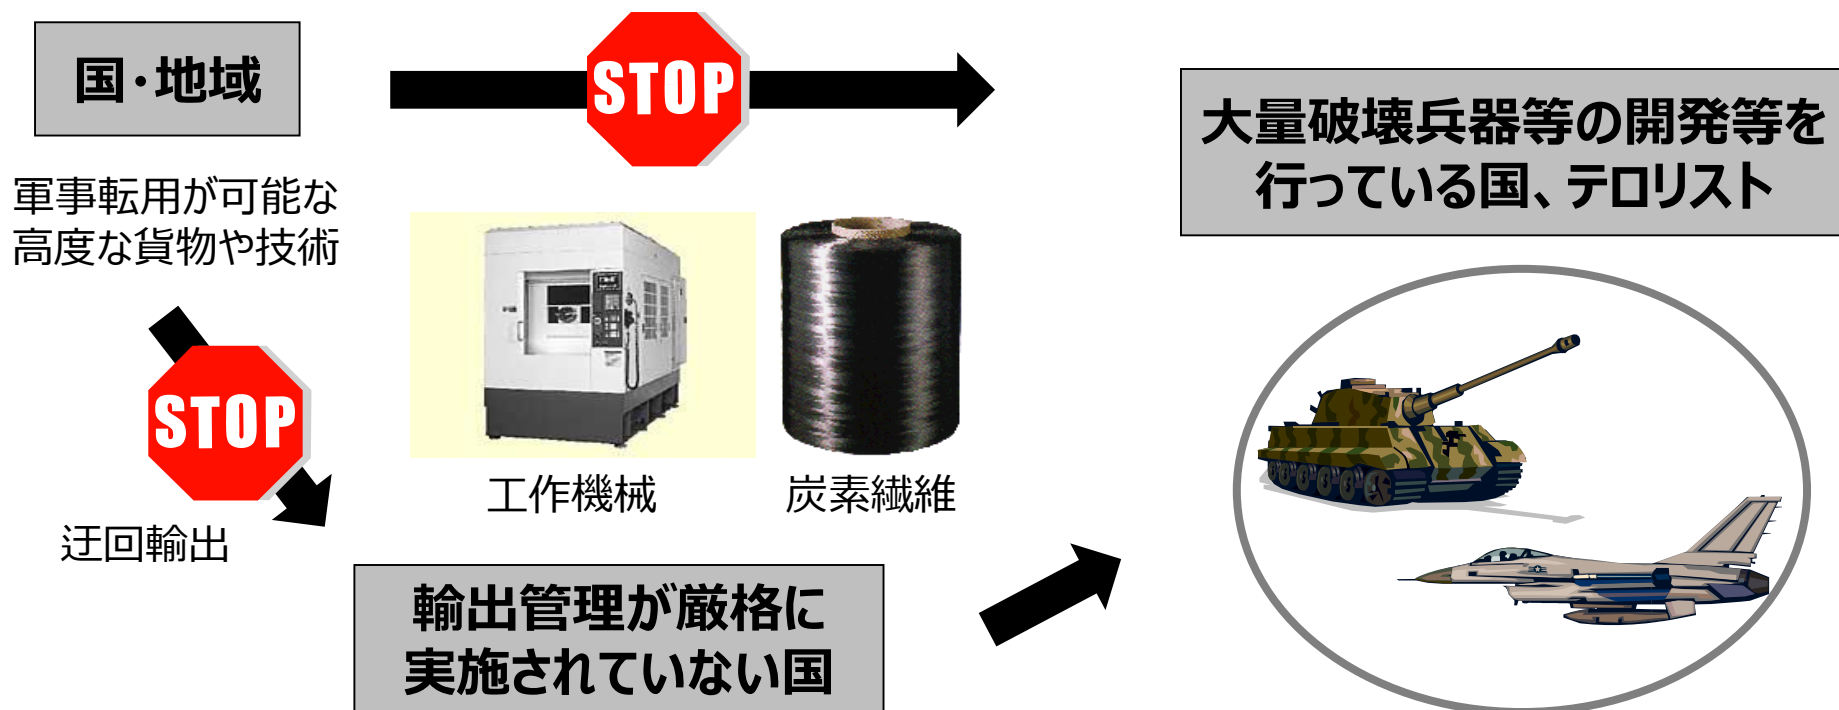 国・地域
STOP
大量破壊兵器等の開発等を
行っている国、テロリスト
軍事転用が可能な
高度な貨物や技術
STOP
工作機械
炭素繊維
迂回輸出
輸出管理が厳格に
実施されていない国